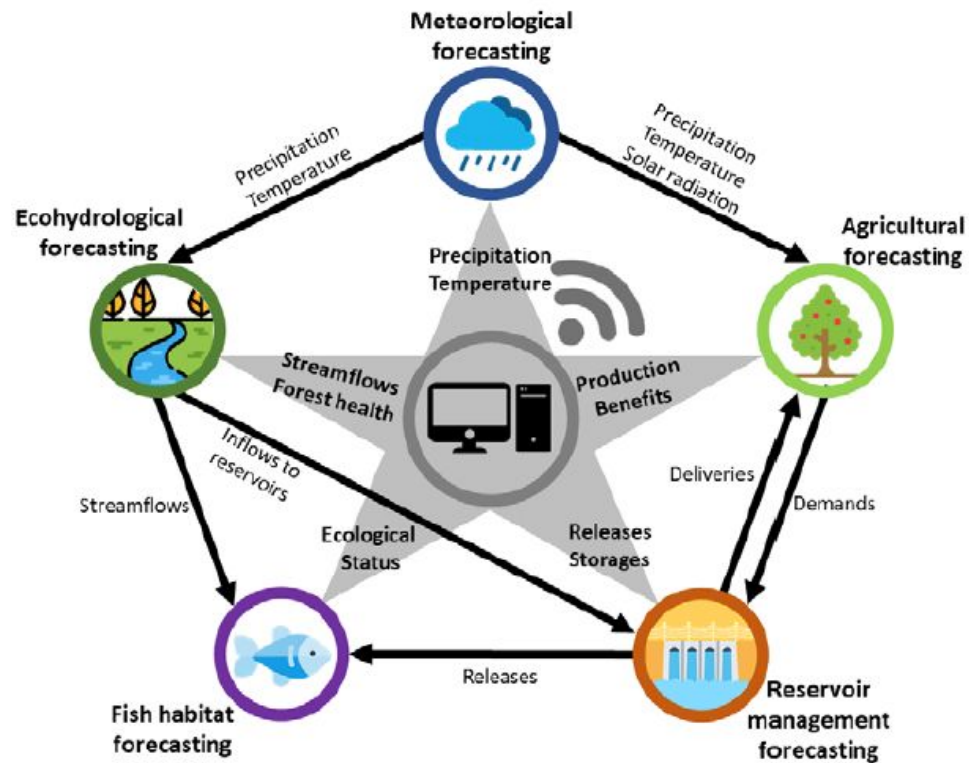 Meteorological
forecasting
Precipitation
Temperature
Precipitation
Temperature
Solar radiation
Ecohydrological
forecasting
Agricultural
forecasting
Precipitation
Temperature
Streamflows
Forest health
Production
Benefits
Inflows to
reservoirs
Streamflows
Deliveries
Demands
Ecological
Status
Releases
Storages
Releases
Fish habitat
forecasting
Reservoir
management
forecasting